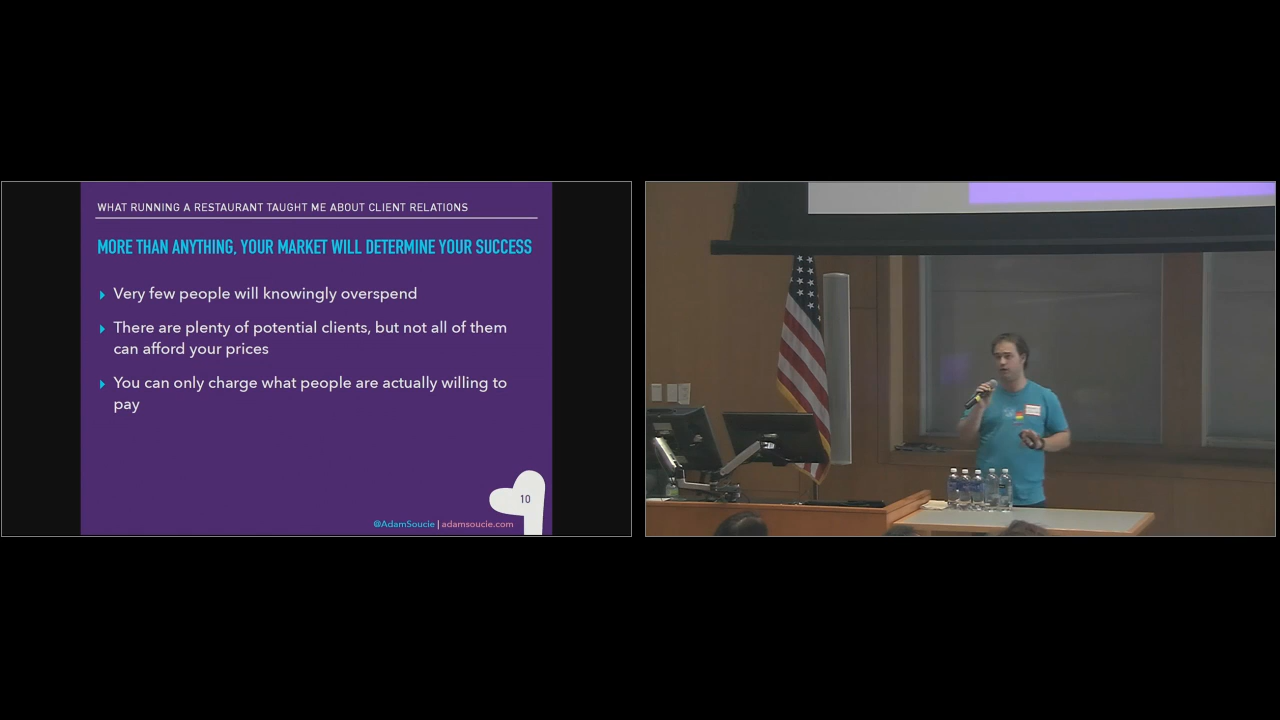 WHAT RUNNING A RESTAURANT TAUGHT ME ABOUT CLIENT RELATIONS
MORE THAN ANYTHING, YOUR MARKET WILL DETERMINE YOUR SUCCESS
Very few people will knowingly overspend
There are plenty of potential clients, but not all of them
can afford your prices
You can only charge what people are actually willing to
pay
10
@AdamSoucie | adamsoucie.com